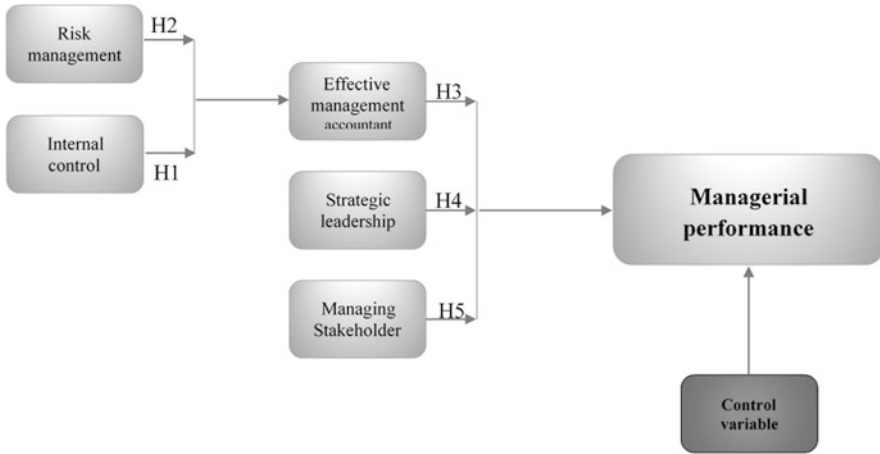 Risk
management
H2
Internal
control
H1
Effective
management
accountant
H3
Strategic
leadership
H4
Managing
Stakeholder
H5
Managerial
performance
Control
variable